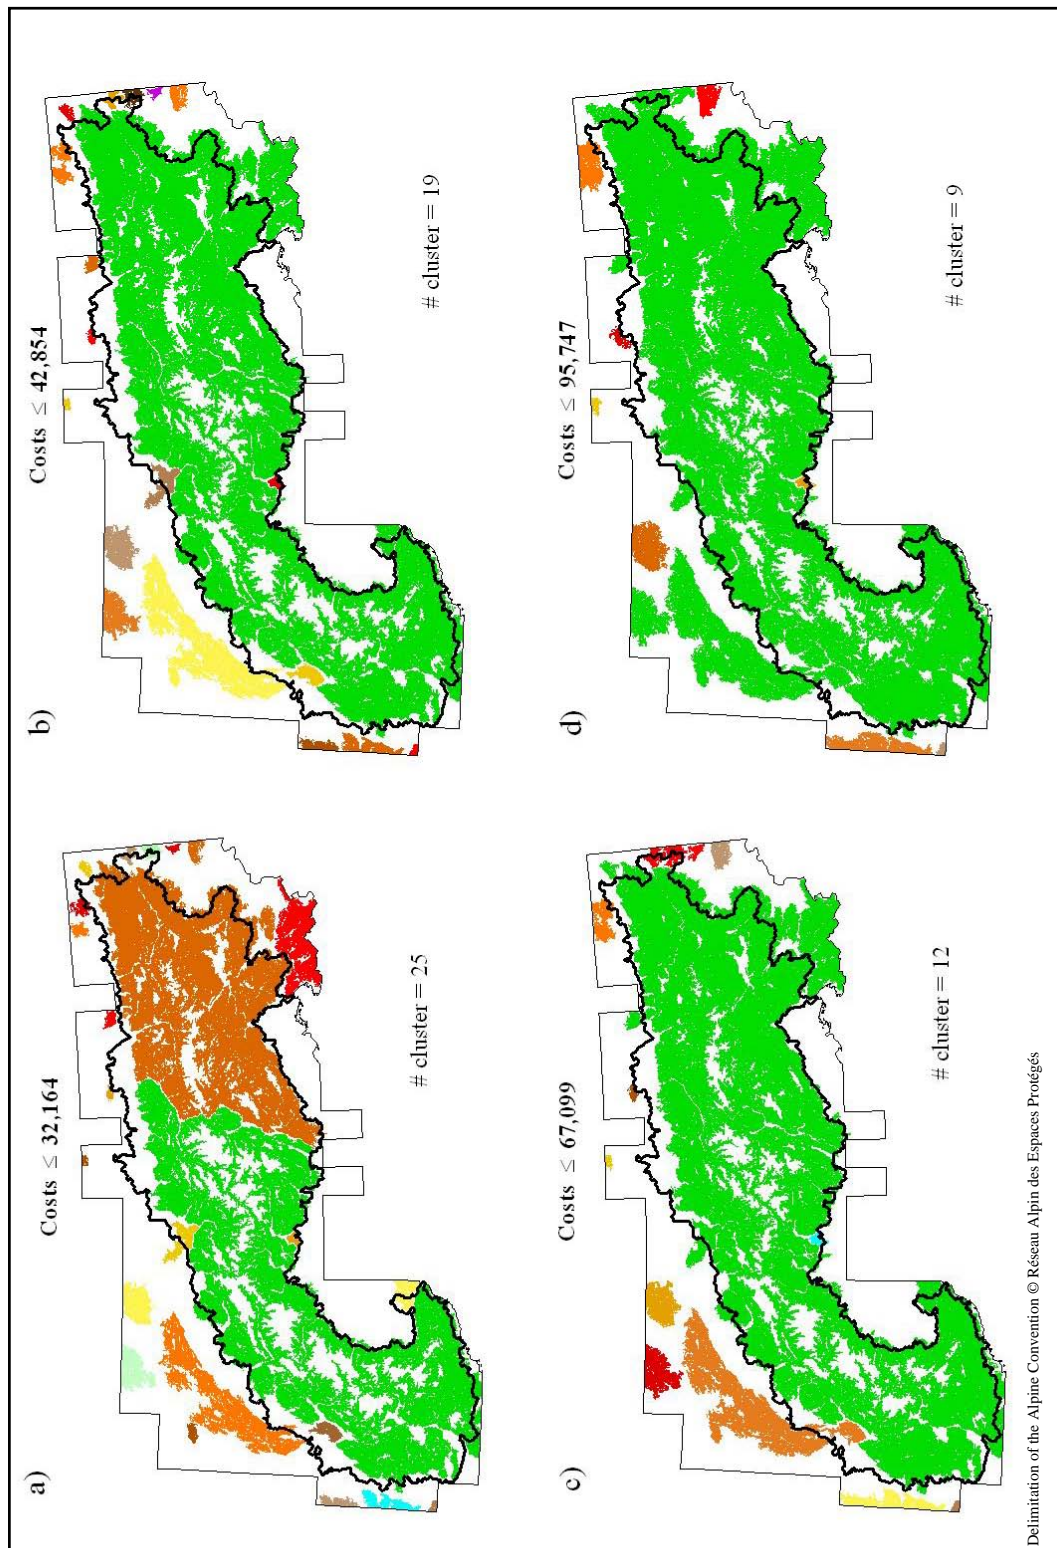 a)
Costs ≤ 32,164
# cluster = 25
b)
Costs ≤ 42,854
# cluster = 19
c)
Costs ≤ 67,099
# cluster = 12
d)
Costs ≤ 95,747
# cluster = 9
Delimitation of the Alpine Convention © Réseau Alpin des Espaces Protégés